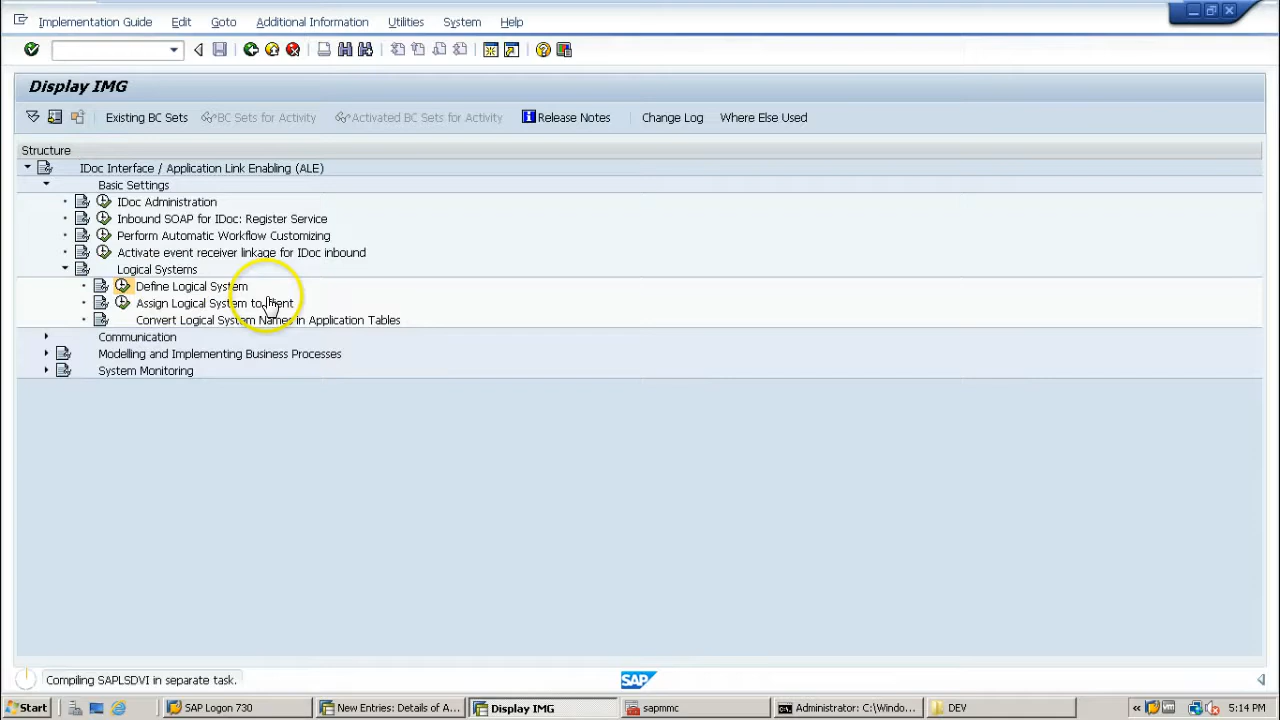 Implementation Guide Edit Goto Additional Information Utilities System Help
Display IMG
Existing BC Sets BC Sets for Activity Activated BC Sets for Activity Release Notes Change Log Where Else Used
Structure
IDoc Interface / Application Link Enabling (ALE)
Basic Settings
IDoc Administration
Inbound SOAP for IDoc: Register Service
Perform Automatic Workflow Customizing
Activate event receiver linkage for IDoc inbound
Logical Systems
Define Logical System
Assign Logical System to Client
Convert Logical System Names in Application Tables
Communication
Modelling and Implementing Business Processes
System Monitoring
Compiling SAPLSDVI in separate task.
SAP
Start SAP Logon 730 New Entries: Details of A... Display IMG sapmmc Administrator: C:\Windo... DEV « 5:14 PM